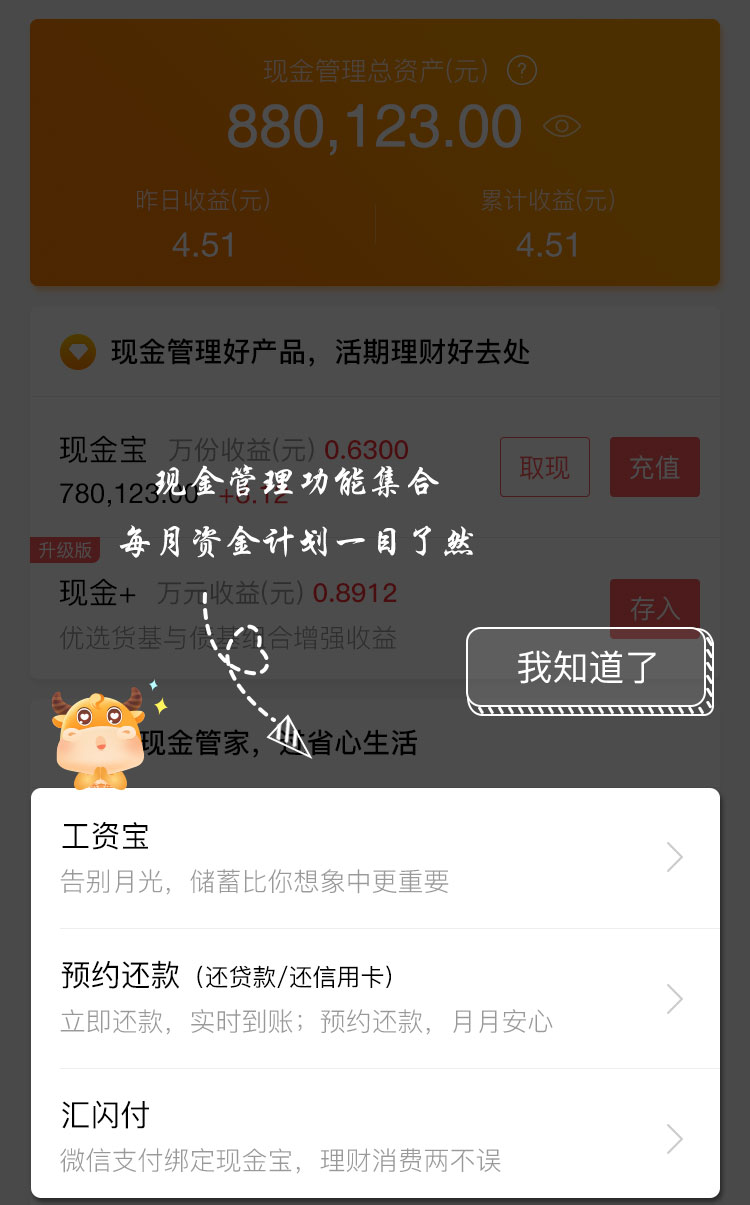 现金管理总资产(元) ?
880,123.00
昨日收益(元) 累计收益(元)
4.51 4.51
现金管理好产品，活期理财好去处
现金宝 万份收益(元) 0.6300 取现 充值
780,123.00 +8.12
现金管理功能集合
每月资金计划一目了然
升级版
现金+ 万元收益(元) 0.8912 存入
优选货基与债基组合增强收益
我知道了
现金管家，过省心生活
工资宝
告别月光，储蓄比你想象中更重要
预约还款（还贷款/还信用卡）
立即还款，实时到账；预约还款，月月安心
汇闪付
微信支付绑定现金宝，理财消费两不误